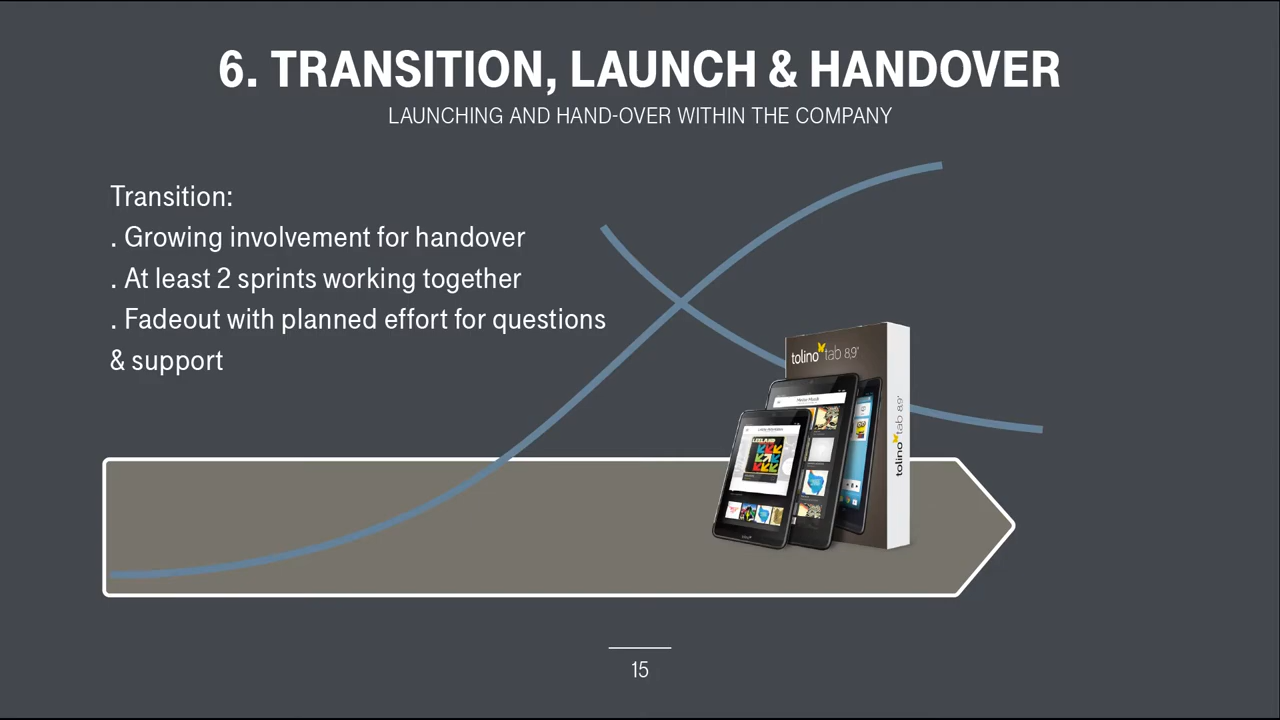 6. TRANSITION, LAUNCH & HANDOVER
LAUNCHING AND HAND-OVER WITHIN THE COMPANY
Transition:
. Growing involvement for handover
. At least 2 sprints working together
. Fadeout with planned effort for questions
& support
tolino tab 8,9"
tolino tab 8,9"
15